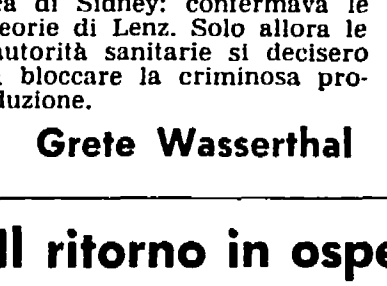 ca di Sidney: confermava le
teorie di Lenz. Solo allora le
autorità sanitarie si decisero
bloccare la criminosa pro-
duzione.
Grete Wasserthal
Il ritorno in ospe